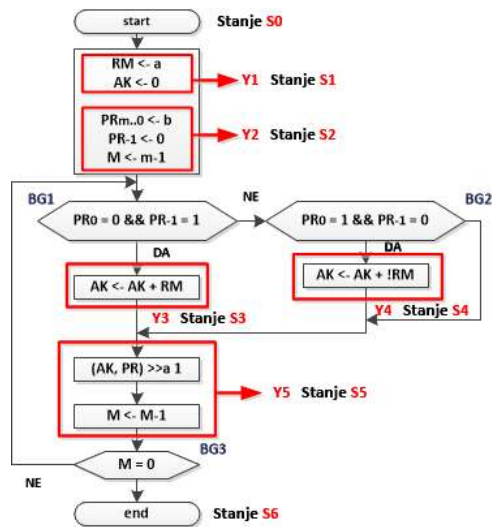 start
Stanje S0
RM <- a
AK <- 0
Y1 Stanje S1
PRm..0 <- b
PR-1 <- 0
M <- m-1
Y2 Stanje S2
BG1
PR0 = 0 && PR-1 = 1
NE
BG2
PR0 = 1 && PR-1 = 0
DA
AK <- AK + RM
DA
AK <- AK + !RM
Y3 Stanje S3
Y4 Stanje S4
(AK, PR) >>a 1
M <- M-1
Y5 Stanje S5
BG3
M = 0
NE
end
Stanje S6